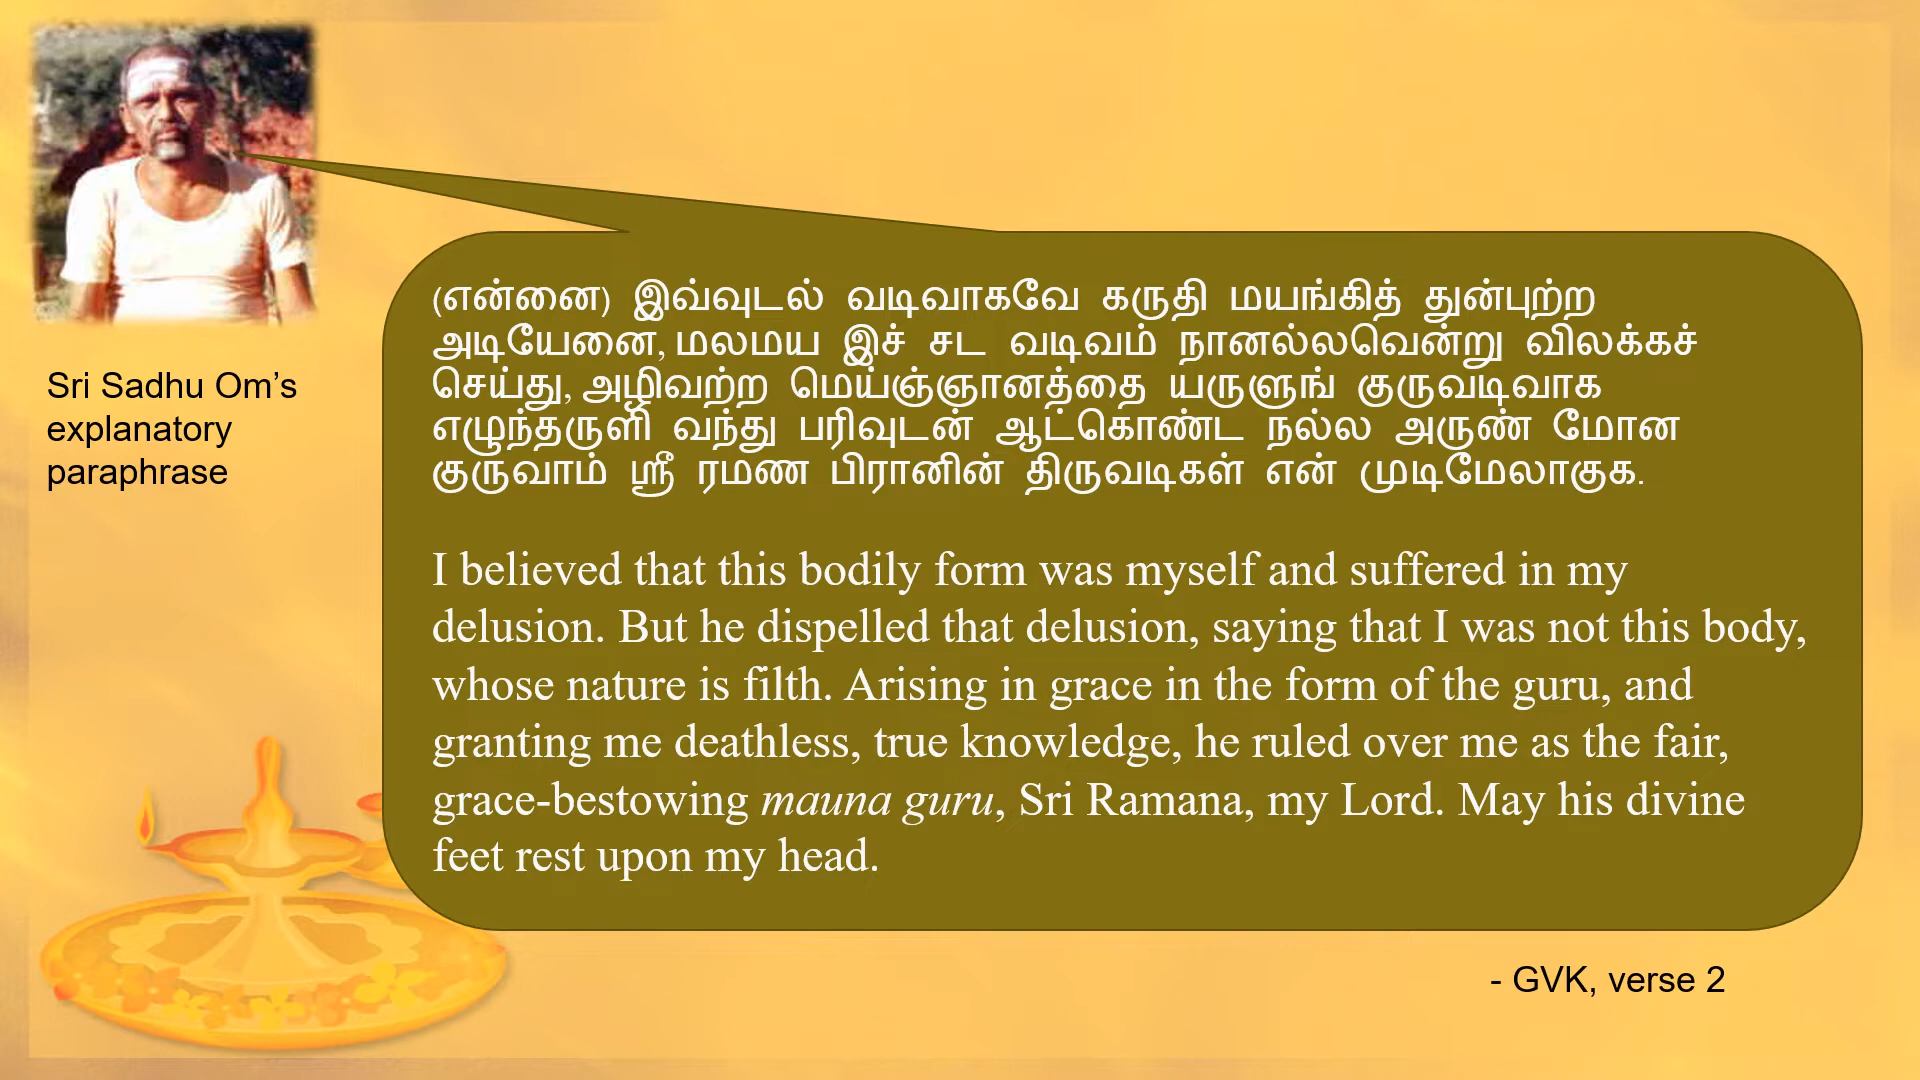 Sri Sadhu Om’s
explanatory
paraphrase
(என்னை) இவ்வுடல் வடிவாகவே கருதி மயங்கித் துன்புற்ற
அடியேனை, மலமய இச் சட வடிவம் நானல்லவென்று விலக்கச்
செய்து, அழிவற்ற மெய்ஞ்ஞானத்தை யருளுங் குருவடிவாக
எழுந்தருளி வந்து பரிவுடன் ஆட்கொண்ட நல்ல அருண் மோன
குருவாம் ஸ்ரீ ரமண பிரானின் திருவடிகள் என் முடிமேலாகுக.
I believed that this bodily form was myself and suffered in my
delusion. But he dispelled that delusion, saying that I was not this body,
whose nature is filth. Arising in grace in the form of the guru, and
granting me deathless, true knowledge, he ruled over me as the fair,
grace-bestowing mauna guru, Sri Ramana, my Lord. May his divine
feet rest upon my head.
- GVK, verse 2